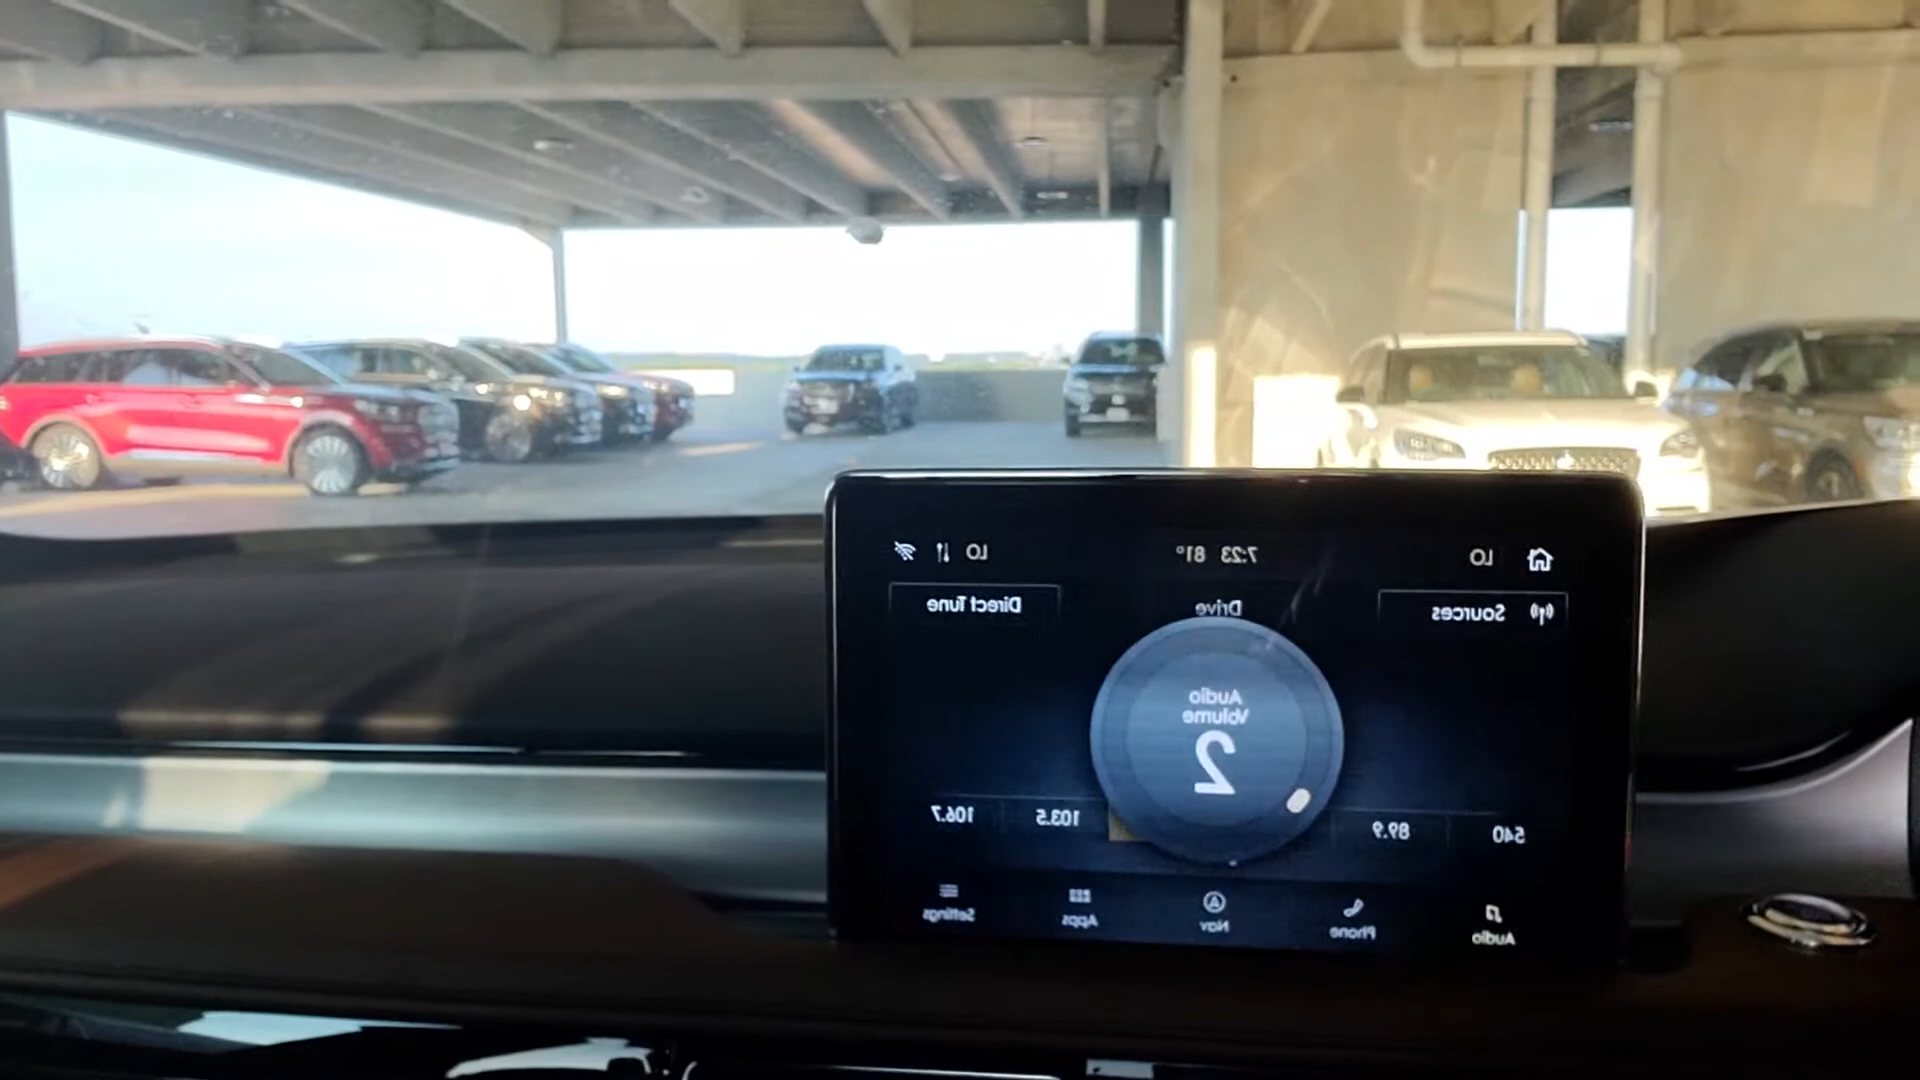 LO 7:23 81° LO
Sources Drive Direct Tune
Audio
Volume
2
540 89.9 103.5 106.7
Audio Phone Nav Apps Settings